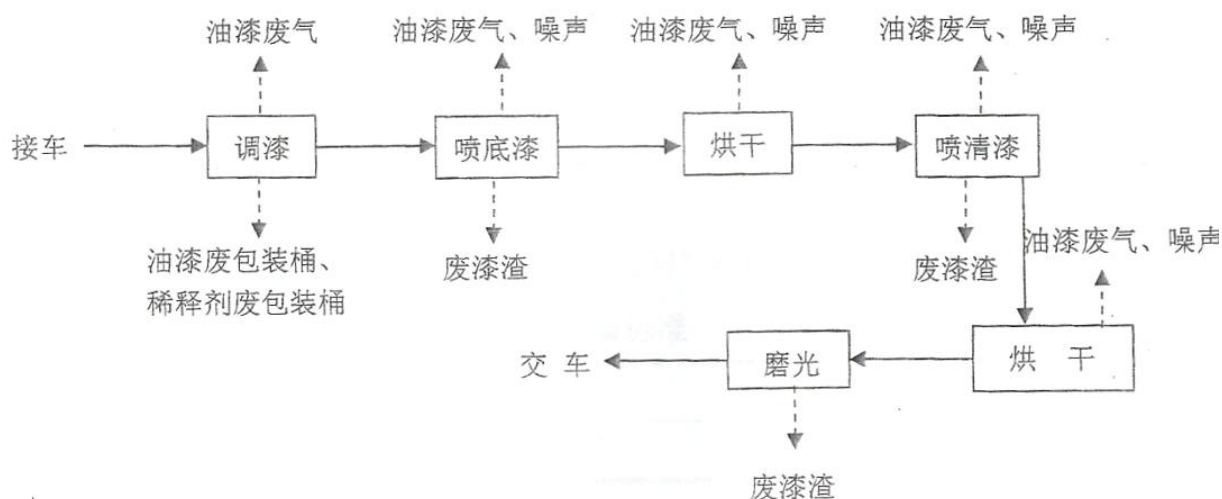 油漆废气
油漆废气、噪声
油漆废气、噪声
油漆废气、噪声
接车
调漆
喷底漆
烘干
喷清漆
油漆废包装桶、
稀释剂废包装桶
废漆渣
废漆渣
油漆废气、噪声
交 车
磨光
烘 干
废漆渣